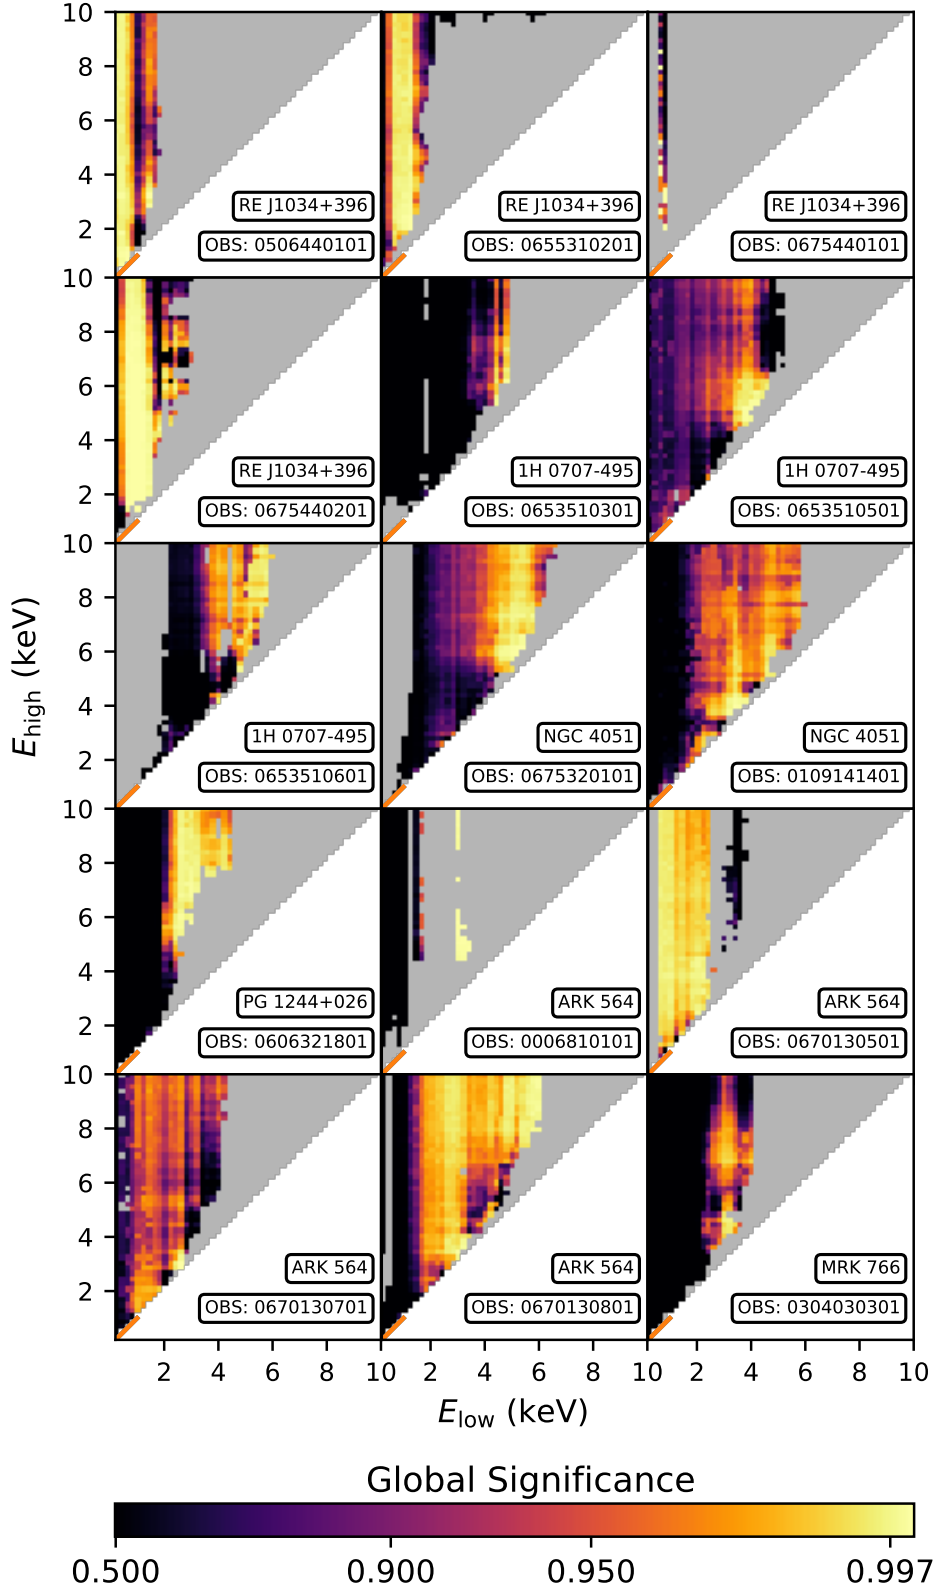 10
8
6
4
2
RE J1034+396
OBS: 0506440101
RE J1034+396
OBS: 0655310201
RE J1034+396
OBS: 0675440101
10
8
6
4
2
RE J1034+396
OBS: 0675440201
1H 0707-495
OBS: 0653510301
1H 0707-495
OBS: 0653510501
10
8
6
4
2
E_high (keV)
1H 0707-495
OBS: 0653510601
NGC 4051
OBS: 0675320101
NGC 4051
OBS: 0109141401
10
8
6
4
2
PG 1244+026
OBS: 0606321801
ARK 564
OBS: 0006810101
ARK 564
OBS: 0670130501
10
8
6
4
2
ARK 564
OBS: 0670130701
ARK 564
OBS: 0670130801
MRK 766
OBS: 0304030301
2 4 6 8 10 2 4 6 8 10 2 4 6 8 10
E_low (keV)
Global Significance
0.500 0.900 0.950 0.997